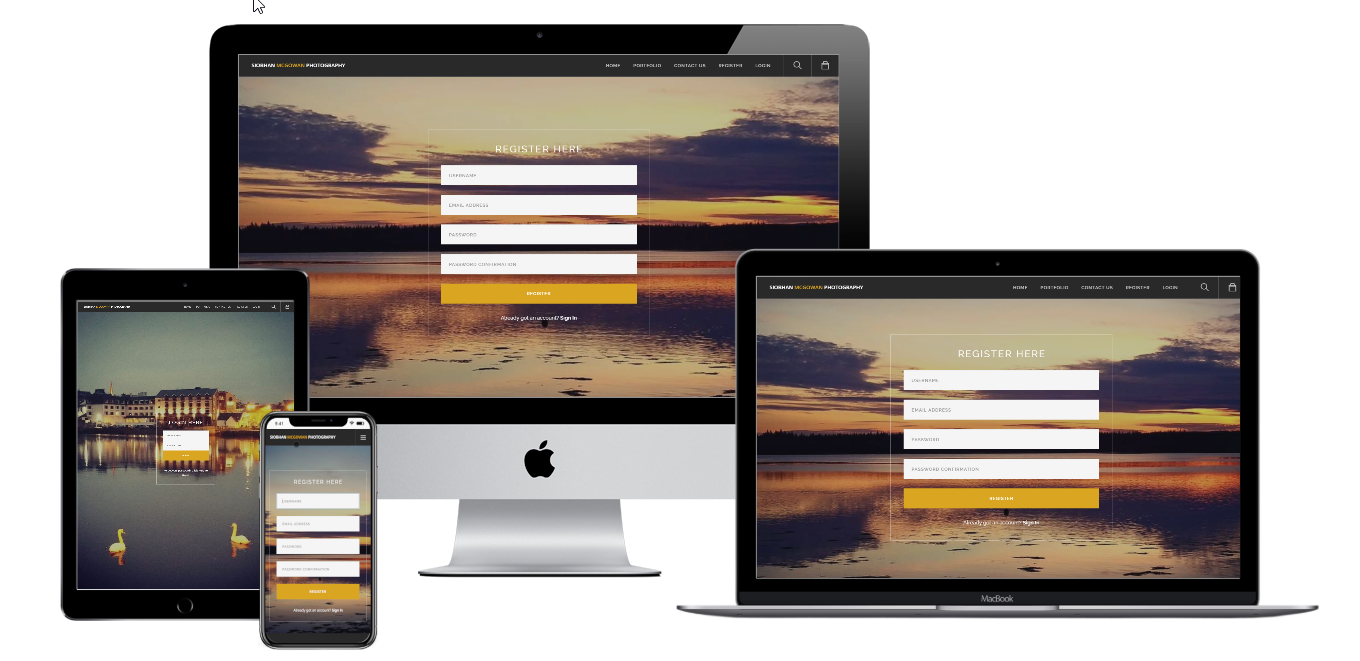 SIOBHAN MCGOWAN PHOTOGRAPHY
HOME PORTFOLIO CONTACT US REGISTER LOGIN
REGISTER HERE
USERNAME
EMAIL ADDRESS
PASSWORD
PASSWORD CONFIRMATION
REGISTER
Already got an account? Sign In
SIOBHAN MCGOWAN PHOTOGRAPHY
HOME PORTFOLIO CONTACT US REGISTER LOGIN
REGISTER HERE
USERNAME
EMAIL ADDRESS
PASSWORD
PASSWORD CONFIRMATION
REGISTER
Already got an account? Sign In
MacBook
9:41
SIOBHAN MCGOWAN PHOTOGRAPHY
REGISTER HERE
USERNAME
EMAIL ADDRESS
PASSWORD
PASSWORD CONFIRMATION
REGISTER
Already got an account? Sign In